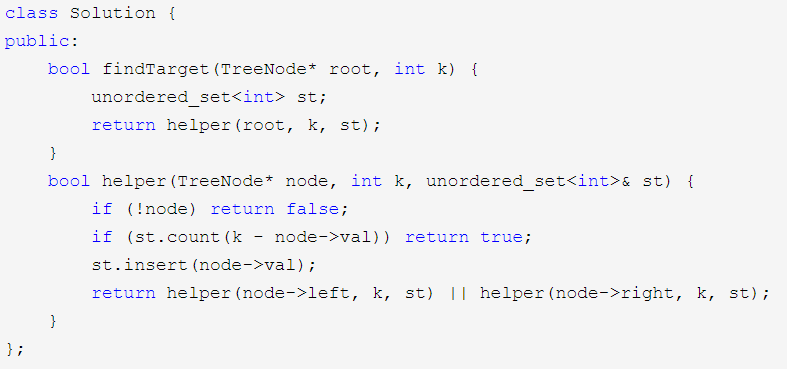 class Solution {
public:
    bool findTarget(TreeNode* root, int k) {
        unordered_set<int> st;
        return helper(root, k, st);
    }
    bool helper(TreeNode* node, int k, unordered_set<int>& st) {
        if (!node) return false;
        if (st.count(k - node->val)) return true;
        st.insert(node->val);
        return helper(node->left, k, st) || helper(node->right, k, st);
    }
};